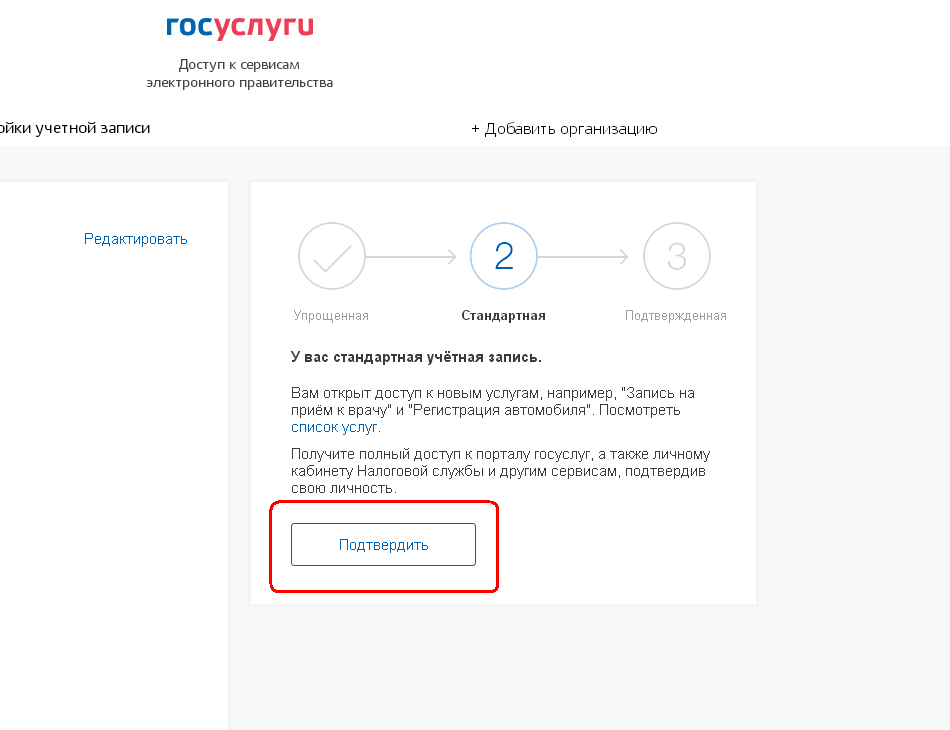 госуслуги
Доступ к сервисам
электронного правительства
ойки учетной записи
+ Добавить организацию
Редактировать
2
3
Упрощенная
Стандартная
Подтвержденная
У вас стандартная учётная запись.
Вам открыт доступ к новым услугам, например, "Запись на
приём к врачу" и "Регистрация автомобиля". Посмотреть
список услуг.
Получите полный доступ к порталу госуслуг, а также личному
кабинету Налоговой службы и другим сервисам, подтвердив
свою личность.
Подтвердить